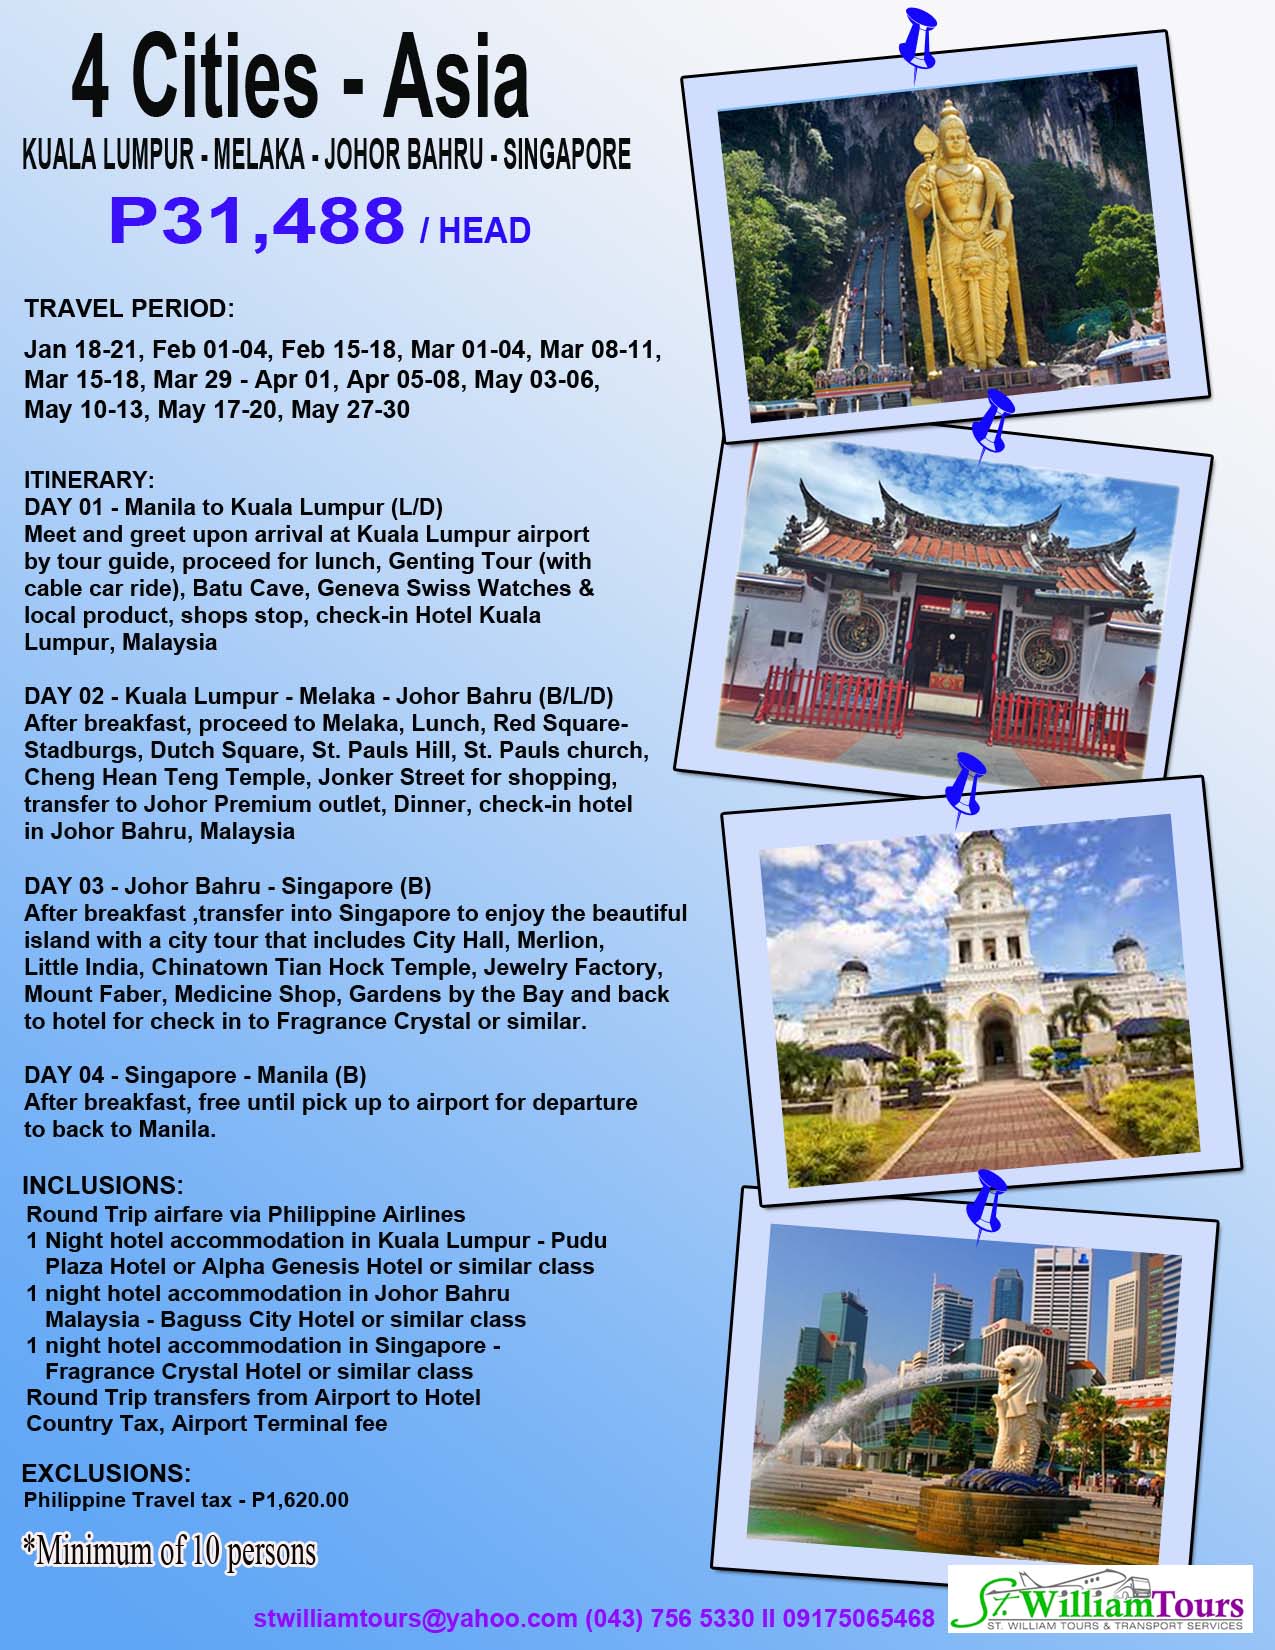 4 Cities - Asia
KUALA LUMPUR - MELAKA - JOHOR BAHRU - SINGAPORE
P31,488 / HEAD
TRAVEL PERIOD:
Jan 18-21, Feb 01-04, Feb 15-18, Mar 01-04, Mar 08-11,
Mar 15-18, Mar 29 - Apr 01, Apr 05-08, May 03-06,
May 10-13, May 17-20, May 27-30
ITINERARY:
DAY 01 - Manila to Kuala Lumpur (L/D)
Meet and greet upon arrival at Kuala Lumpur airport
by tour guide, proceed for lunch, Genting Tour (with
cable car ride), Batu Cave, Geneva Swiss Watches &
local product, shops stop, check-in Hotel Kuala
Lumpur, Malaysia
DAY 02 - Kuala Lumpur - Melaka - Johor Bahru (B/L/D)
After breakfast, proceed to Melaka, Lunch, Red Square-
Stadburgs, Dutch Square, St. Pauls Hill, St. Pauls church,
Cheng Hean Teng Temple, Jonker Street for shopping,
transfer to Johor Premium outlet, Dinner, check-in hotel
in Johor Bahru, Malaysia
DAY 03 - Johor Bahru - Singapore (B)
After breakfast ,transfer into Singapore to enjoy the beautiful
island with a city tour that includes City Hall, Merlion,
Little India, Chinatown Tian Hock Temple, Jewelry Factory,
Mount Faber, Medicine Shop, Gardens by the Bay and back
to hotel for check in to Fragrance Crystal or similar.
DAY 04 - Singapore - Manila (B)
After breakfast, free until pick up to airport for departure
to back to Manila.
INCLUSIONS:
Round Trip airfare via Philippine Airlines
1 Night hotel accommodation in Kuala Lumpur - Pudu
Plaza Hotel or Alpha Genesis Hotel or similar class
1 night hotel accommodation in Johor Bahru
Malaysia - Baguss City Hotel or similar class
1 night hotel accommodation in Singapore -
Fragrance Crystal Hotel or similar class
Round Trip transfers from Airport to Hotel
Country Tax, Airport Terminal fee
EXCLUSIONS:
Philippine Travel tax - P1,620.00
*Minimum of 10 persons
stwilliamtours@yahoo.com (043) 756 5330 ll 09175065468
St. William Tours
ST. WILLIAM TOURS & TRANSPORT SERVICES